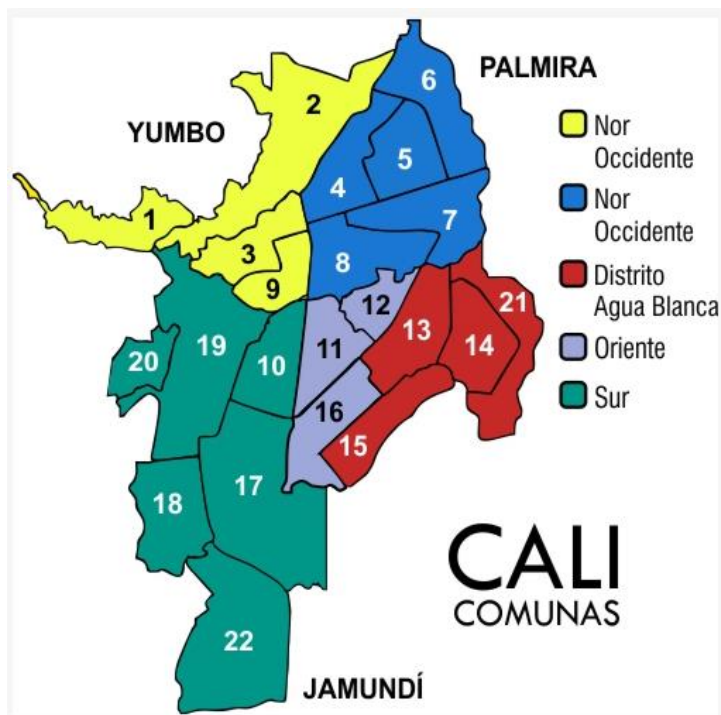 PALMIRA
YUMBO
JAMUNDÍ
2
6
5
4
1
7
3
8
9
12
21
13
19
11
14
20
10
16
15
17
18
22
Nor
Occidente
Nor
Occidente
Distrito
Agua Blanca
Oriente
Sur
CALI
COMUNAS